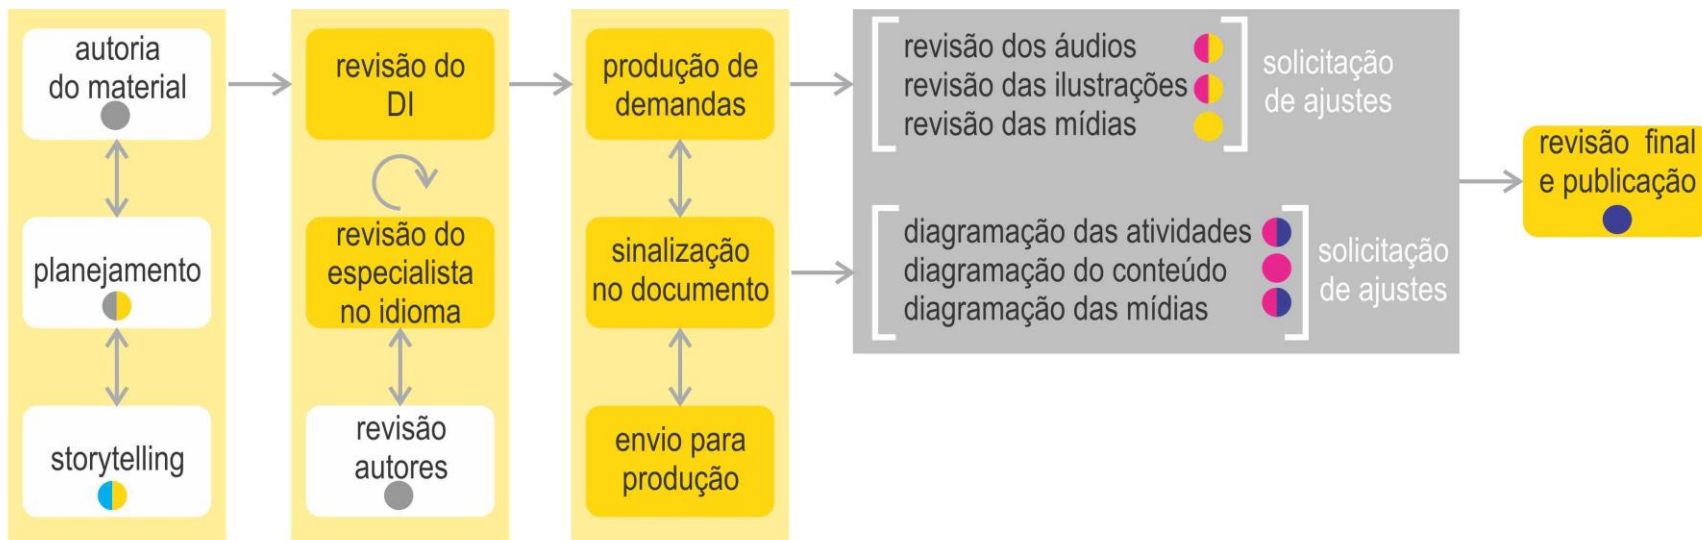 autoria
do material
planejamento
storytelling
revisão do
DI
revisão do
especialista
no idioma
revisão
autores
produção de
demandas
sinalização
no documento
envio para
produção
revisão dos áudios
revisão das ilustrações
revisão das mídias
solicitação
de ajustes
diagramação das atividades
diagramação do conteúdo
diagramação das mídias
solicitação
de ajustes
revisão final
e publicação